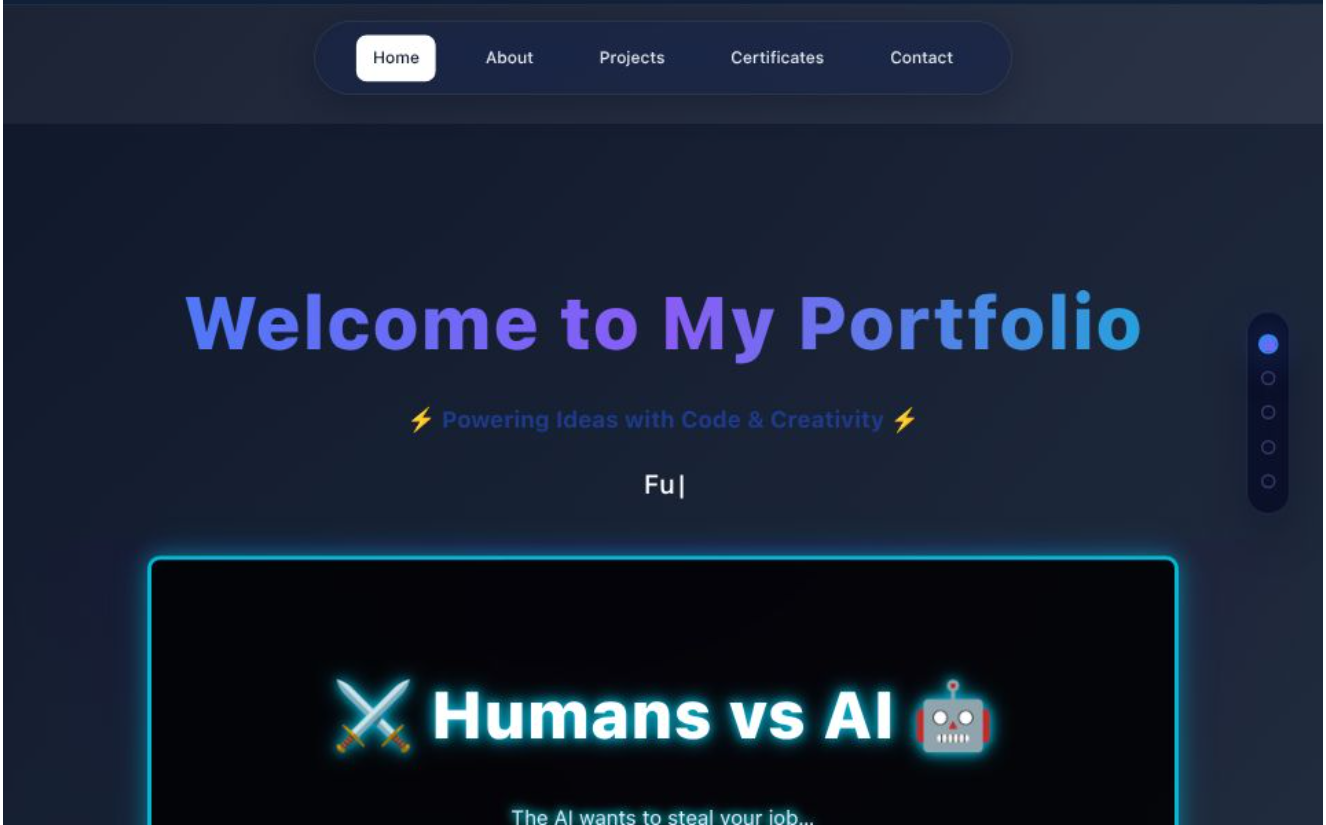 Home About Projects Certificates Contact
Welcome to My Portfolio
⚡ Powering Ideas with Code & Creativity ⚡
Fu|
⚔️ Humans vs AI 🤖
The AI wants to steal your job...